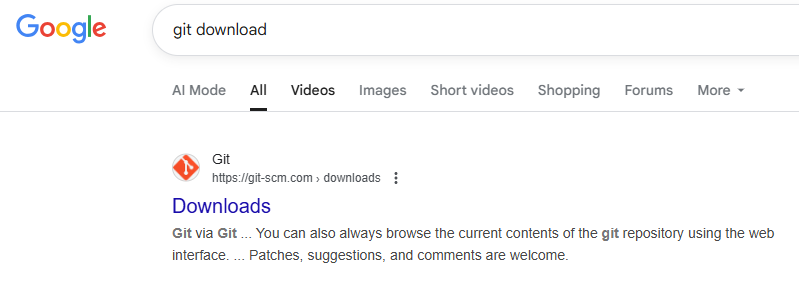 Google
git download
AI Mode All Videos Images Short videos Shopping Forums More
Git
https://git-scm.com › downloads
Downloads
Git via Git ... You can also always browse the current contents of the git repository using the web
interface. ... Patches, suggestions, and comments are welcome.